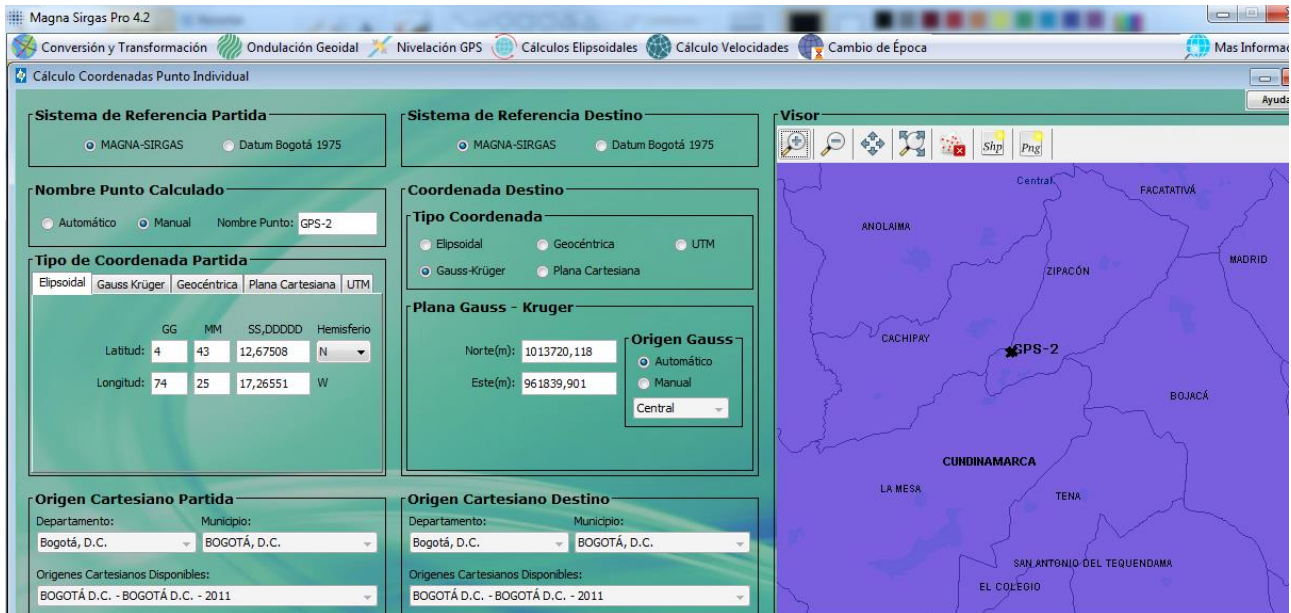 Magna Sirgas Pro 4.2
Conversión y Transformación Ondulación Geoidal Nivelación GPS Cálculos Elipsoidales Cálculo Velocidades Cambio de Época Mas Informac
Cálculo Coordenadas Punto Individual
Ayuda
Sistema de Referencia Partida
MAGNA-SIRGAS Datum Bogotá 1975
Nombre Punto Calculado
Automático Manual Nombre Punto: GPS-2
Tipo de Coordenada Partida
Elipsoidal Gauss Krüger Geocéntrica Plana Cartesiana UTM
GG MM SS,DDDDD Hemisferio
Latitud: 4 43 12,67508 N
Longitud: 74 25 17,26551 W
Origen Cartesiano Partida
Departamento: Municipio:
Bogotá, D.C. BOGOTÁ, D.C.
Origenes Cartesianos Disponibles:
BOGOTÁ D.C. - BOGOTÁ D.C. - 2011
Sistema de Referencia Destino
MAGNA-SIRGAS Datum Bogotá 1975
Coordenada Destino
Tipo Coordenada
Elipsoidal Geocéntrica UTM
Gauss-Krüger Plana Cartesiana
Plana Gauss - Kruger
Norte(m): 1013720,118
Este(m): 961839,901
Origen Gauss
Automático
Manual
Central
Origen Cartesiano Destino
Departamento: Municipio:
Bogotá, D.C. BOGOTÁ, D.C.
Origenes Cartesianos Disponibles:
BOGOTÁ D.C. - BOGOTÁ D.C. - 2011
Visor
Shp Png
Central
FACATATIVÁ
ANOLAIMA
MADRID
ZIPACÓN
CACHIPAY
GPS-2
BOJACÁ
CUNDINAMARCA
LA MESA
TENA
SAN ANTONIO DEL TEQUENDAMA
EL COLEGIO